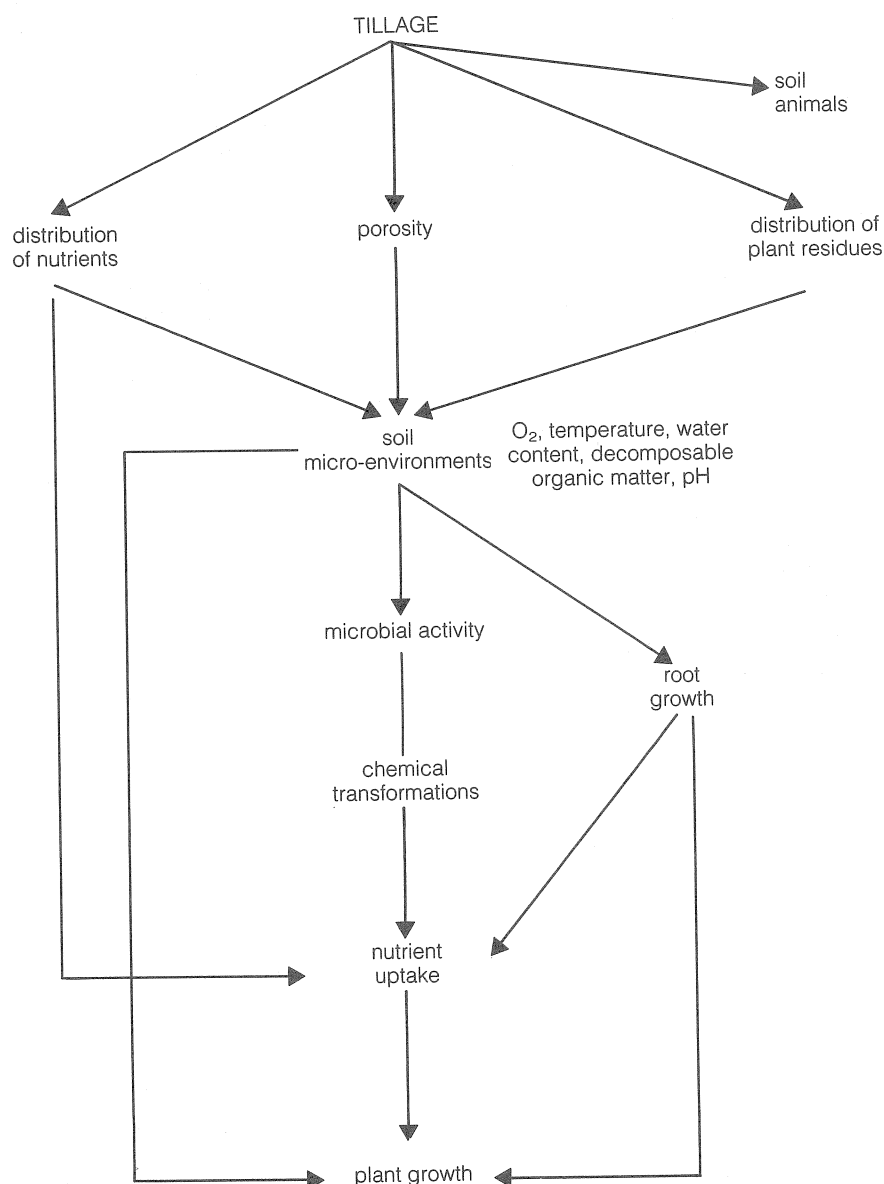 TILLAGE
soil
animals
distribution
of nutrients
porosity
distribution of
plant residues
soil
micro-environments
O₂, temperature, water
content, decomposable
organic matter, pH
microbial activity
root
growth
chemical
transformations
nutrient
uptake
plant growth